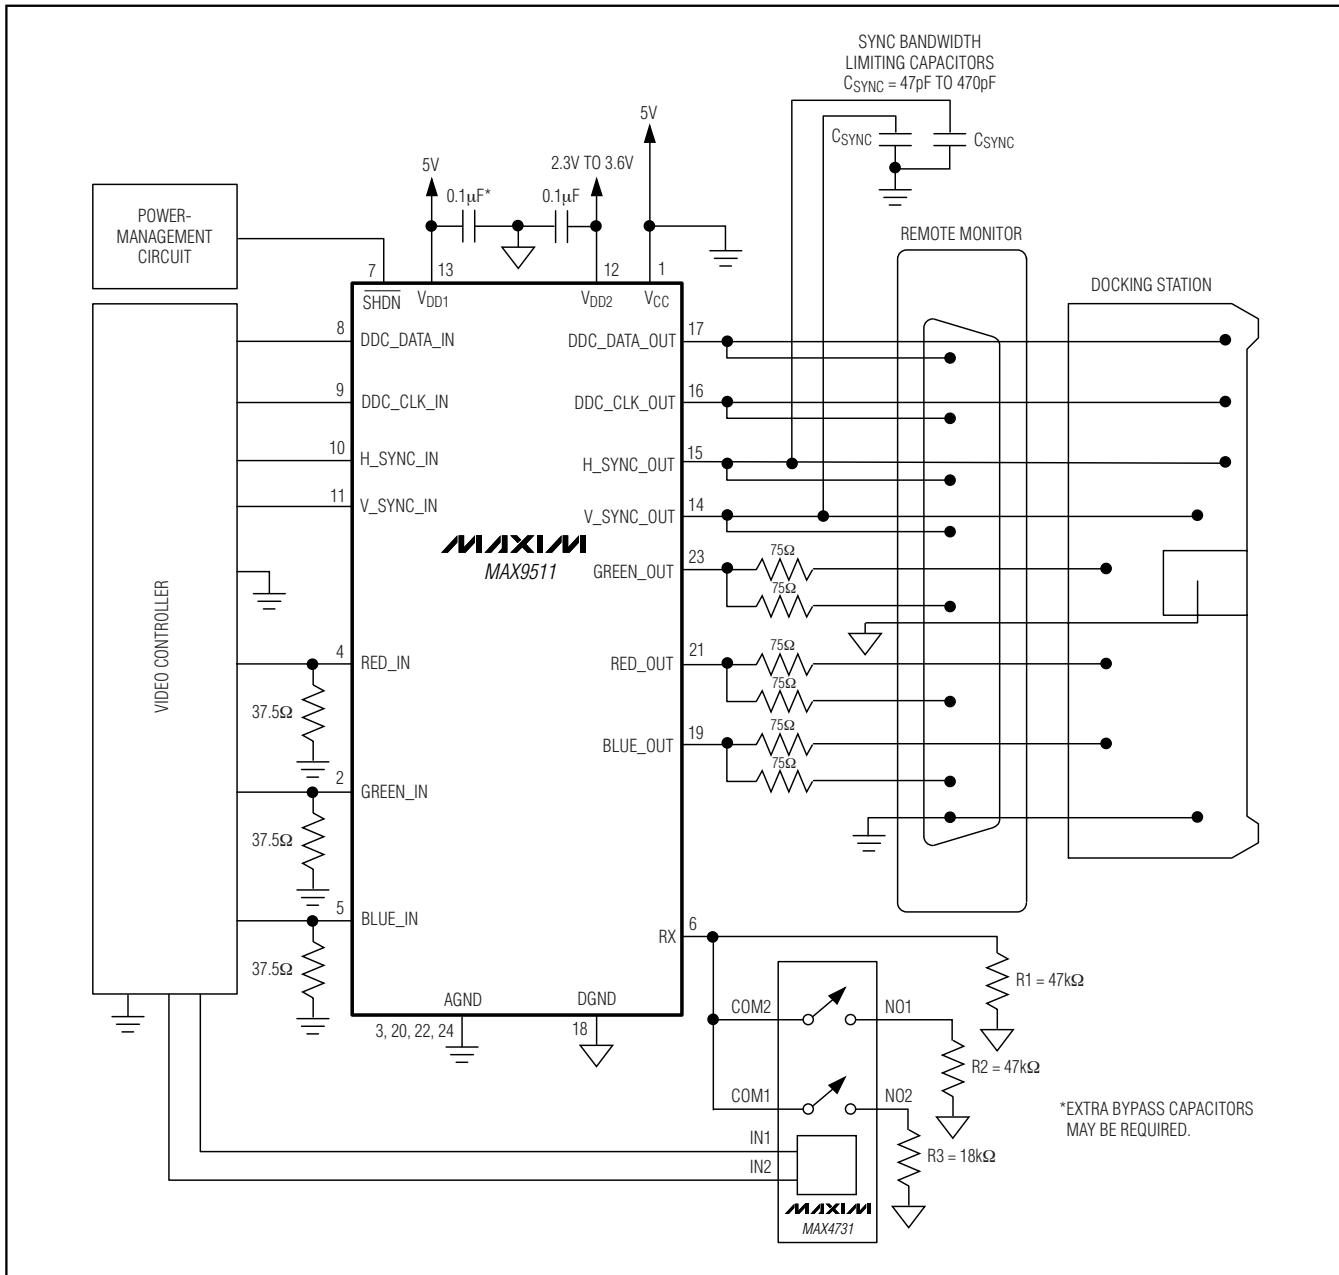 SYNC BANDWIDTH
LIMITING CAPACITORS
CSYNC = 47pF TO 470pF
5V
CSYNC
CSYNC
5V
2.3V TO 3.6V
0.1μF*
0.1μF
POWER-
MANAGEMENT
CIRCUIT
REMOTE MONITOR
DOCKING STATION
7
13
12
1
SHDN
VDD1
VDD2
VCC
8
DDC_DATA_IN
DDC_DATA_OUT
17
9
DDC_CLK_IN
DDC_CLK_OUT
16
10
H_SYNC_IN
H_SYNC_OUT
15
11
V_SYNC_IN
V_SYNC_OUT
14
MAXIM
MAX9511
GREEN_OUT
23
75Ω
75Ω
VIDEO CONTROLLER
4
RED_IN
RED_OUT
21
75Ω
75Ω
37.5Ω
BLUE_OUT
19
75Ω
75Ω
2
GREEN_IN
37.5Ω
5
BLUE_IN
RX
6
37.5Ω
R1 = 47kΩ
AGND
DGND
3, 20, 22, 24
18
COM2
NO1
R2 = 47kΩ
COM1
NO2
*EXTRA BYPASS CAPACITORS
MAY BE REQUIRED.
IN1
R3 = 18kΩ
IN2
MAXIM
MAX4731